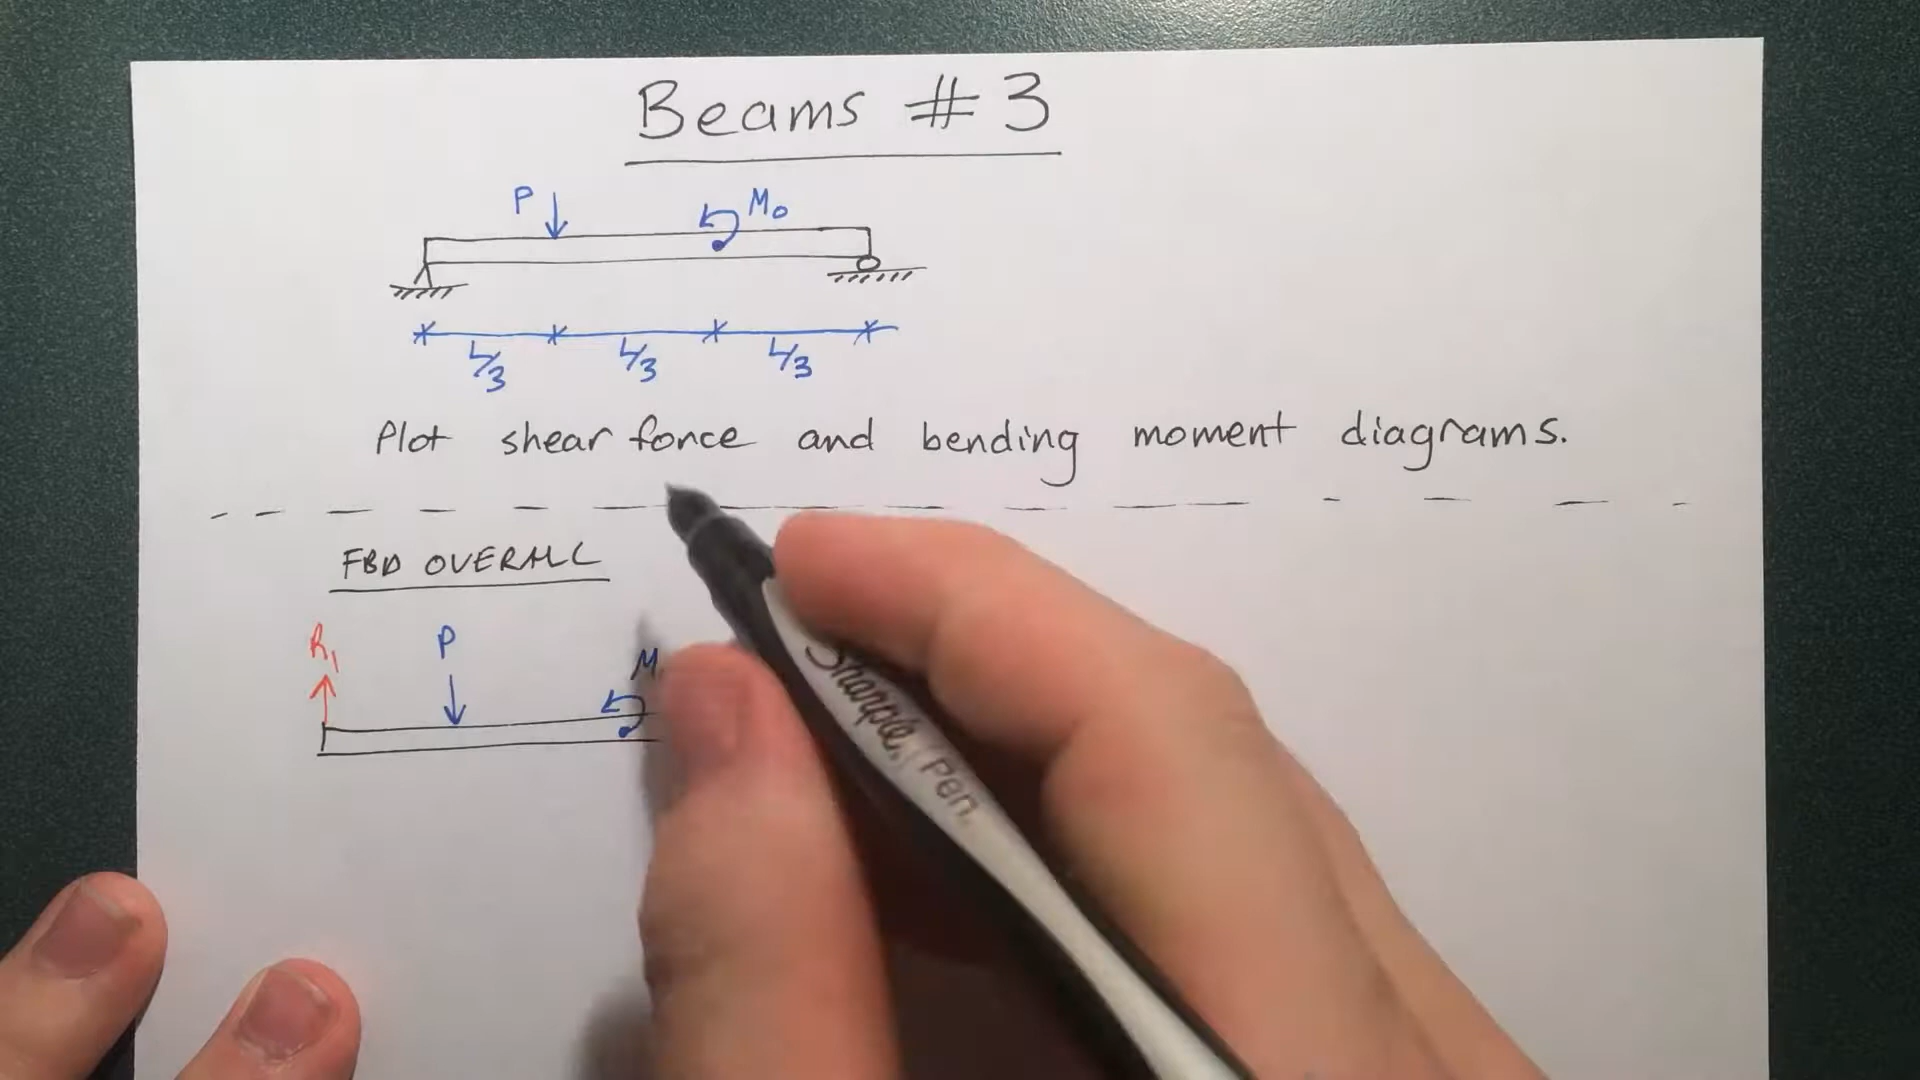 Beams # 3
P M₀
L/3 L/3 L/3
Plot shear force and bending moment diagrams.
FBD OVERALL
R₁ P M
Sharpie. Pen.